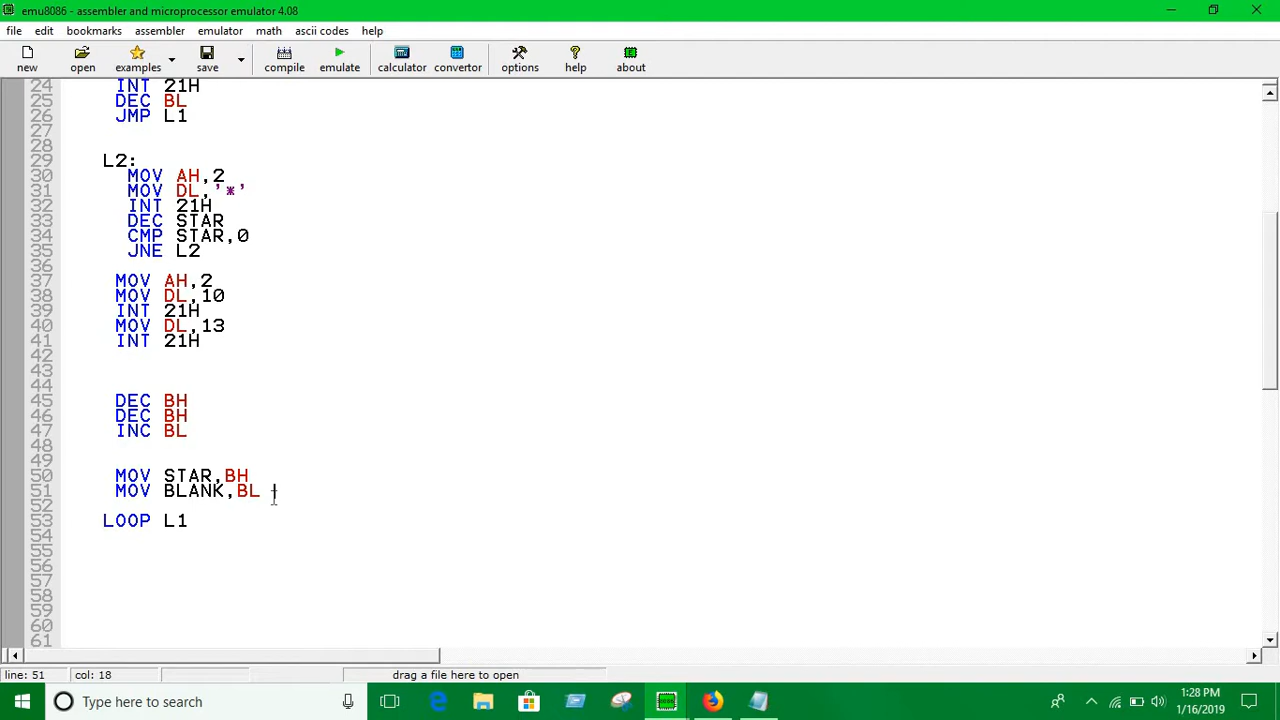 emu8086 - assembler and microprocessor emulator 4.08
file edit bookmarks assembler emulator math ascii codes help
new open examples save compile emulate calculator convertor options help about
24 INT 21H
25 DEC BL
26 JMP L1
27
28
29 L2:
30 MOV AH,2
31 MOV DL,'*'
32 INT 21H
33 DEC STAR
34 CMP STAR,0
35 JNE L2
36
37 MOV AH,2
38 MOV DL,10
39 INT 21H
40 MOV DL,13
41 INT 21H
42
43
44
45 DEC BH
46 DEC BH
47 INC BL
48
49
50 MOV STAR,BH
51 MOV BLANK,BL
52
53 LOOP L1
54
55
56
57
58
59
60
61
line: 51 col: 18 drag a file here to open
Type here to search
1:28 PM
1/16/2019